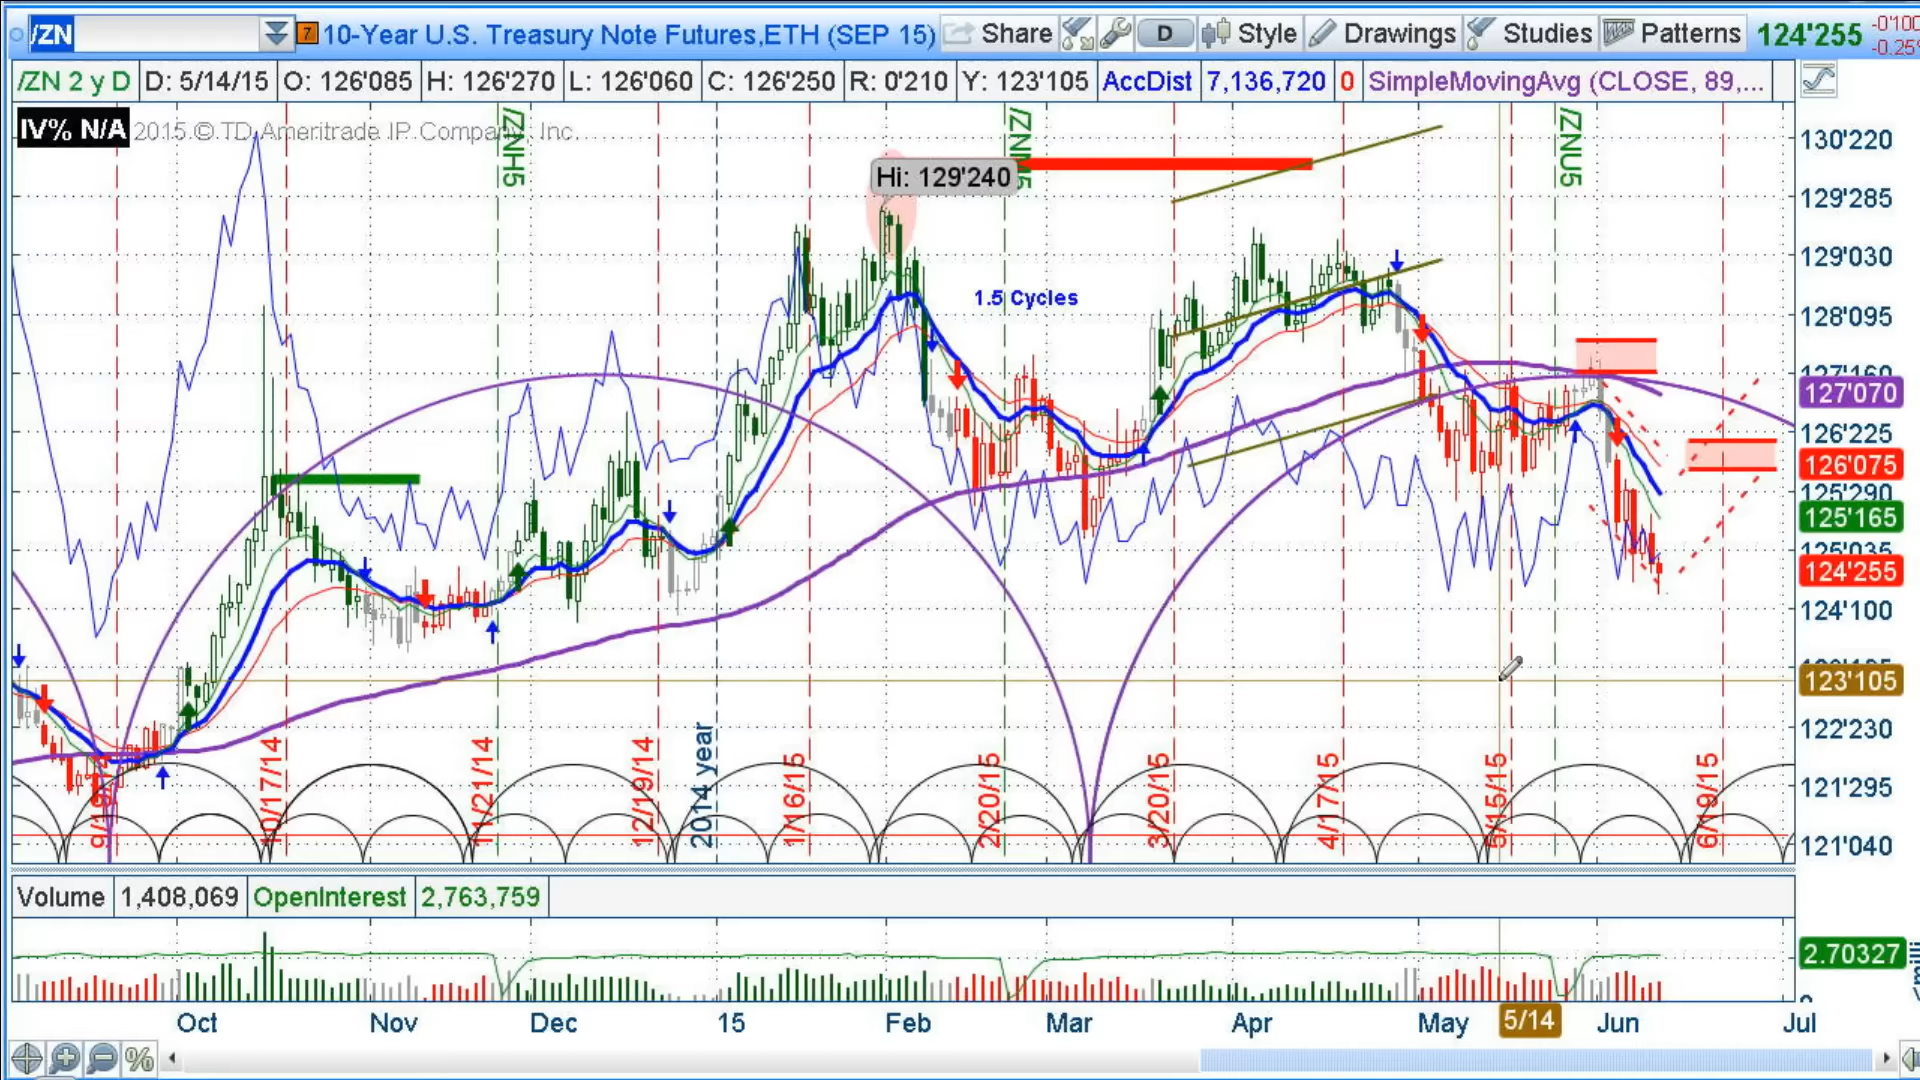 /ZN 7 10-Year U.S. Treasury Note Futures,ETH (SEP 15) Share D Style Drawings Studies Patterns 124'255
/ZN 2 y D D: 5/14/15 O: 126'085 H: 126'270 L: 126'060 C: 126'250 R: 0'210 Y: 123'105 AccDist 7,136,720 0 SimpleMovingAvg (CLOSE, 89,...
IV% N/A 2015 © TD Ameritrade IP Company, Inc.
/ZNH5
/ZNU5
Hi: 129'240
1.5 Cycles
130'220
129'285
129'030
128'095
127'160
127'070
126'225
126'075
125'290
125'165
125'035
124'255
124'100
123'105
122'230
121'295
121'040
10/17/14
11/21/14
12/19/14
2014 year
1/16/15
2/20/15
3/20/15
4/17/15
5/15/15
6/19/15
Volume 1,408,069 OpenInterest 2,763,759
2.70327
Oct Nov Dec 15 Feb Mar Apr May 5/14 Jun Jul
%